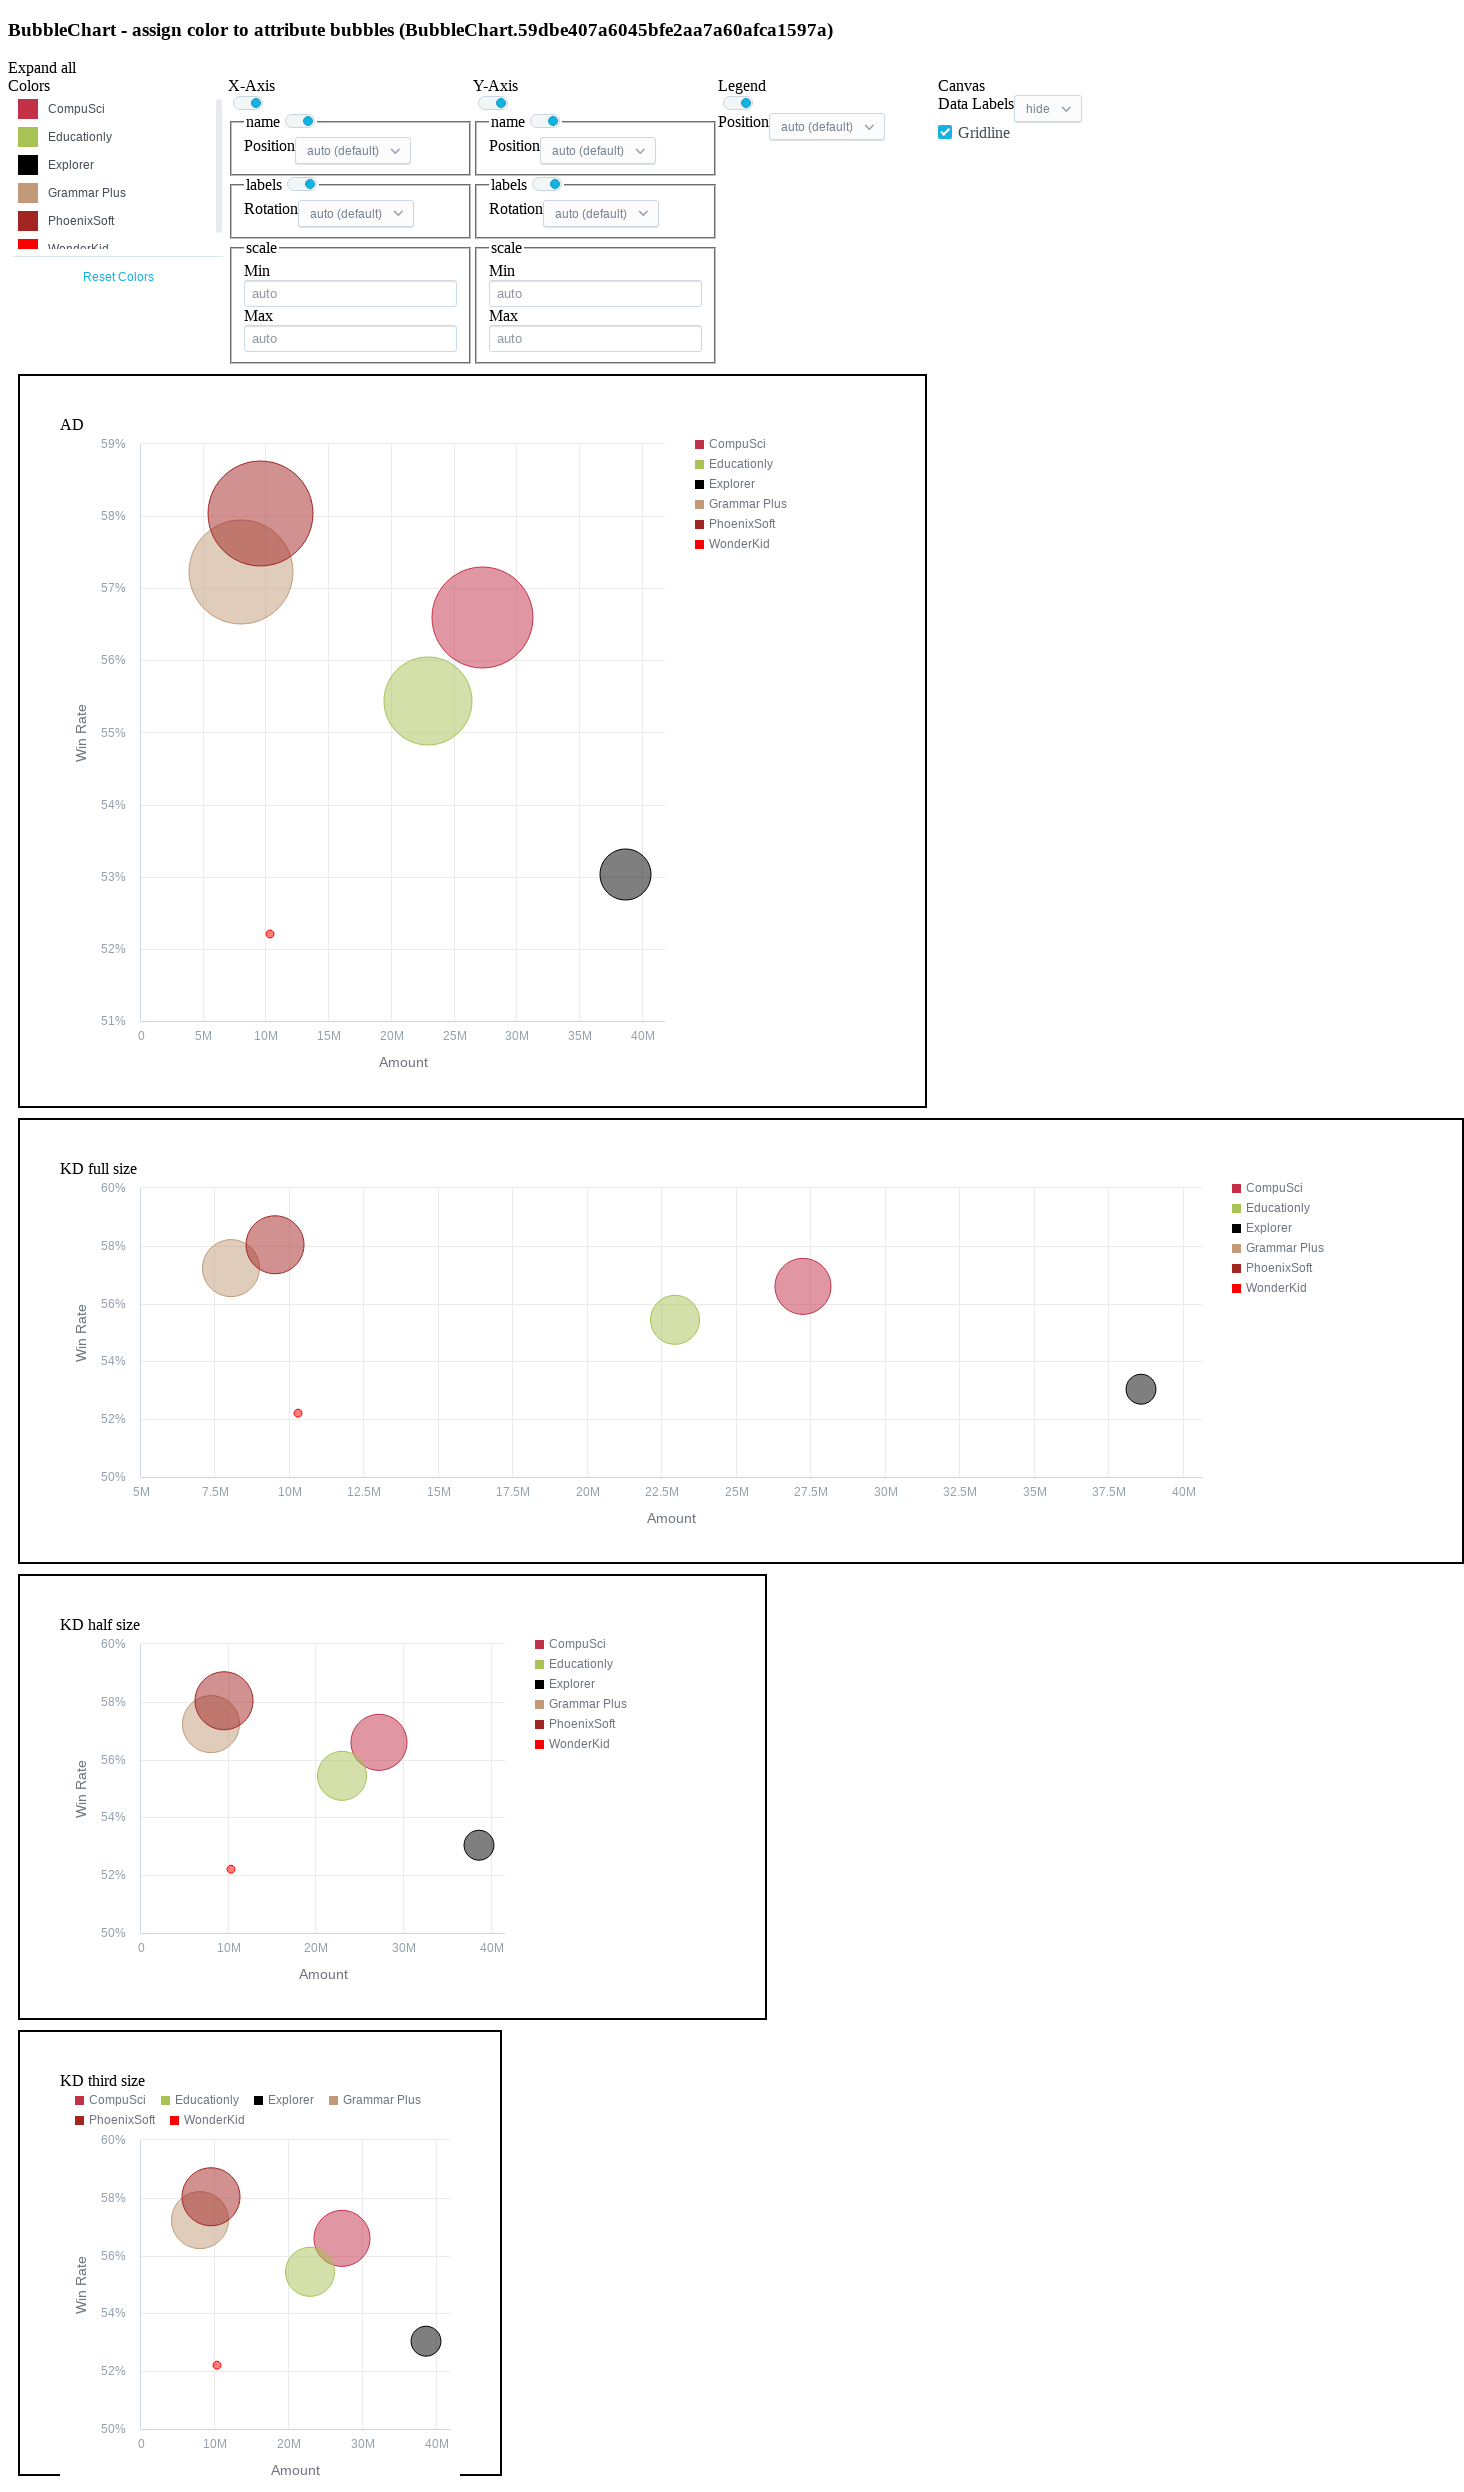 BubbleChart - assign color to attribute bubbles (BubbleChart.59dbe407a6045bfe2aa7a60afca1597a)
Expand all
Colors
CompuSci
Educationly
Explorer
Grammar Plus
PhoenixSoft
WonderKid
Reset Colors
X-Axis
name
Position auto (default)
labels
Rotation auto (default)
scale
Min
auto
Max
auto
Y-Axis
name
Position auto (default)
labels
Rotation auto (default)
scale
Min
auto
Max
auto
Legend
Position auto (default)
Canvas
Data Labels hide
Gridline
AD
59%
58%
57%
56%
55%
54%
53%
52%
51%
Win Rate
0 5M 10M 15M 20M 25M 30M 35M 40M
Amount
CompuSci
Educationly
Explorer
Grammar Plus
PhoenixSoft
WonderKid
KD full size
60%
58%
56%
54%
52%
50%
Win Rate
5M 7.5M 10M 12.5M 15M 17.5M 20M 22.5M 25M 27.5M 30M 32.5M 35M 37.5M 40M
Amount
CompuSci
Educationly
Explorer
Grammar Plus
PhoenixSoft
WonderKid
KD half size
60%
58%
56%
54%
52%
50%
Win Rate
0 10M 20M 30M 40M
Amount
CompuSci
Educationly
Explorer
Grammar Plus
PhoenixSoft
WonderKid
KD third size
CompuSci Educationly Explorer Grammar Plus
PhoenixSoft WonderKid
60%
58%
56%
54%
52%
50%
Win Rate
0 10M 20M 30M 40M
Amount